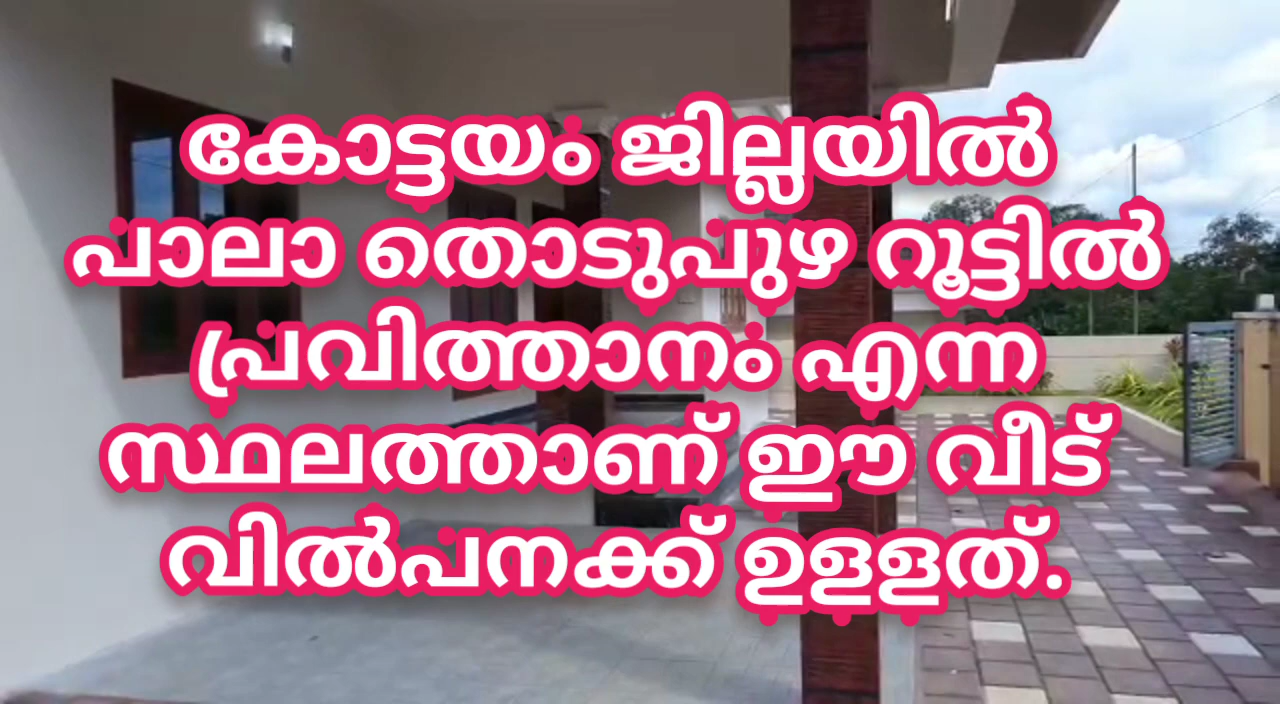 കോട്ടയം ജില്ലയിൽ
പാലാ തൊടുപുഴ റൂട്ടിൽ
പ്രവിത്താനം എന്ന
സ്ഥലത്താണ് ഈ വീട്
വിൽപനക്ക് ഉള്ളത്.